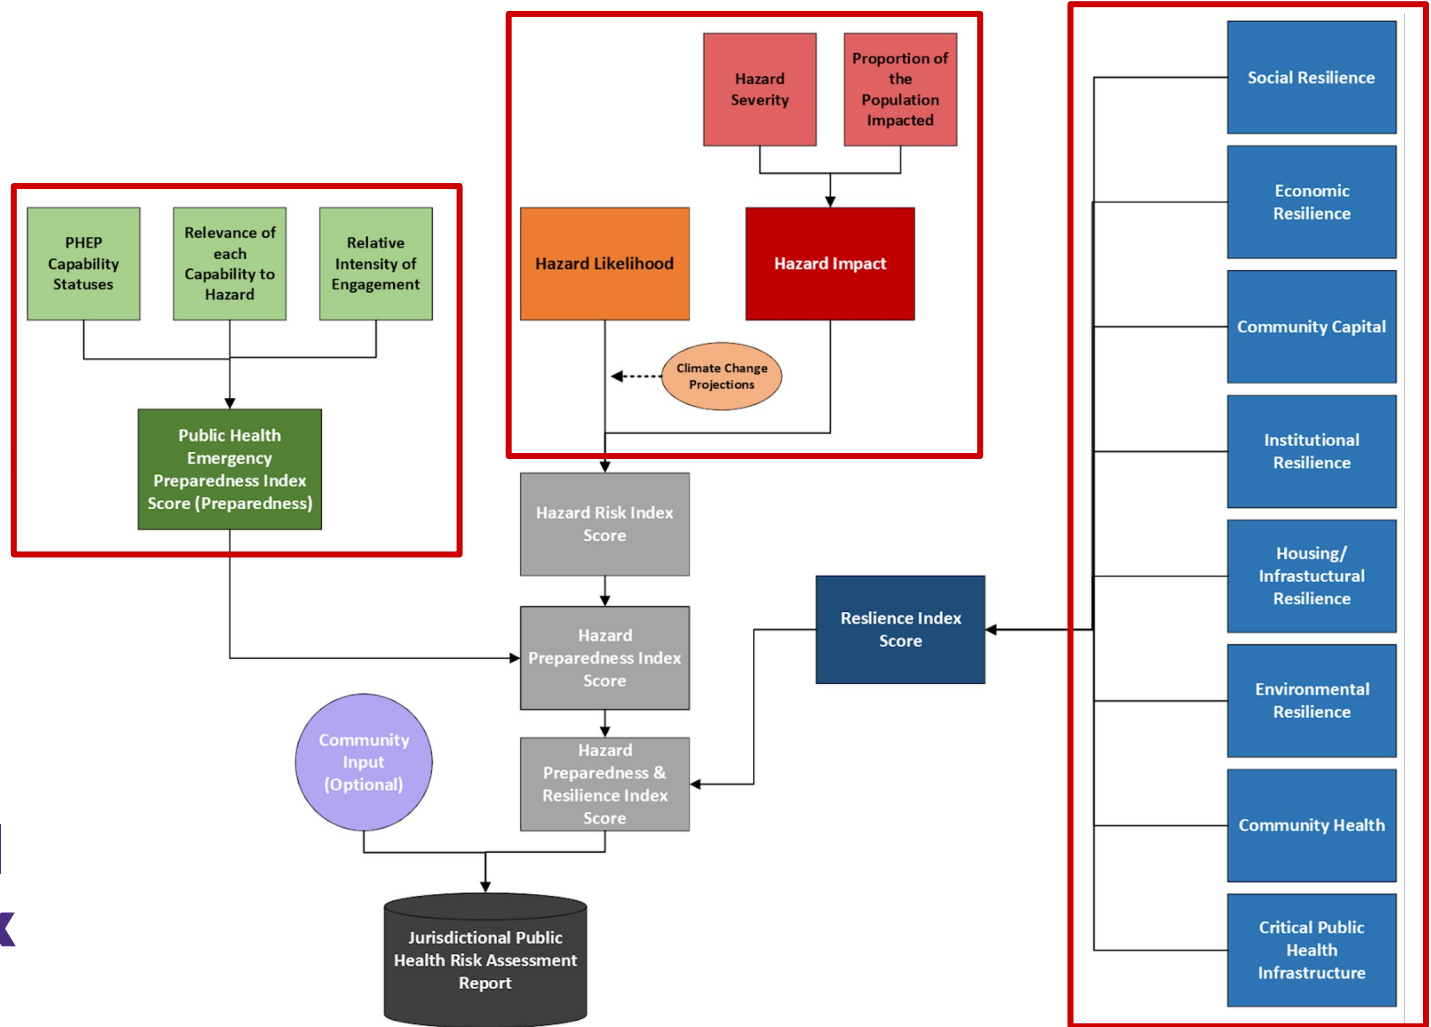 Hazard
Severity
Proportion of
the
Population
Impacted
Social Resilience
Economic
Resilience
PHEP
Capability
Statuses
Relevance of
each
Capability to
Hazard
Relative
Intensity of
Engagement
Hazard Likelihood
Hazard Impact
Community Capital
Climate Change
Projections
Public Health
Emergency
Preparedness Index
Score (Preparedness)
Institutional
Resilience
Hazard Risk Index
Score
Housing/
Infrastuctural
Resilience
Hazard
Preparedness Index
Score
Reslience Index
Score
Environmental
Resilience
Community
Input
(Optional)
Hazard
Preparedness &
Resilience Index
Score
Community Health
Jurisdictional Public
Health Risk Assessment
Report
Critical Public
Health
Infrastructure